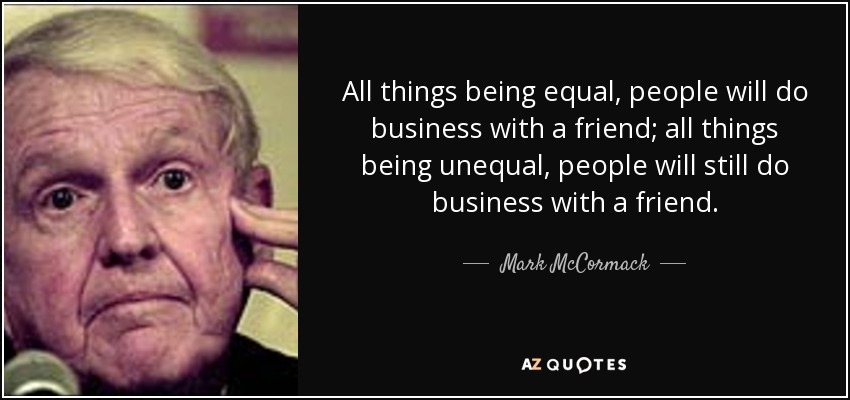 All things being equal, people will do
business with a friend; all things
being unequal, people will still do
business with a friend.
Mark McCormack
AZ QUOTES